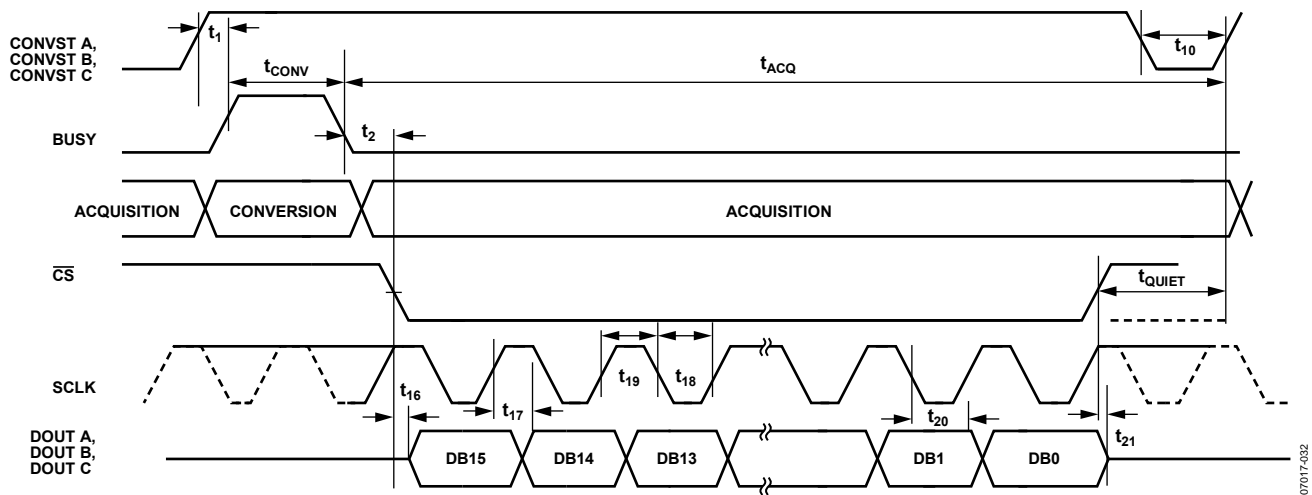 CONVST A,
CONVST B,
CONVST C
t1
tCONV
tACQ
t10
BUSY
t2
ACQUISITION
CONVERSION
ACQUISITION
CS
tQUIET
SCLK
t16
t17
t19
t18
t20
t21
DOUT A,
DOUT B,
DOUT C
DB15
DB14
DB13
DB1
DB0
07017-032